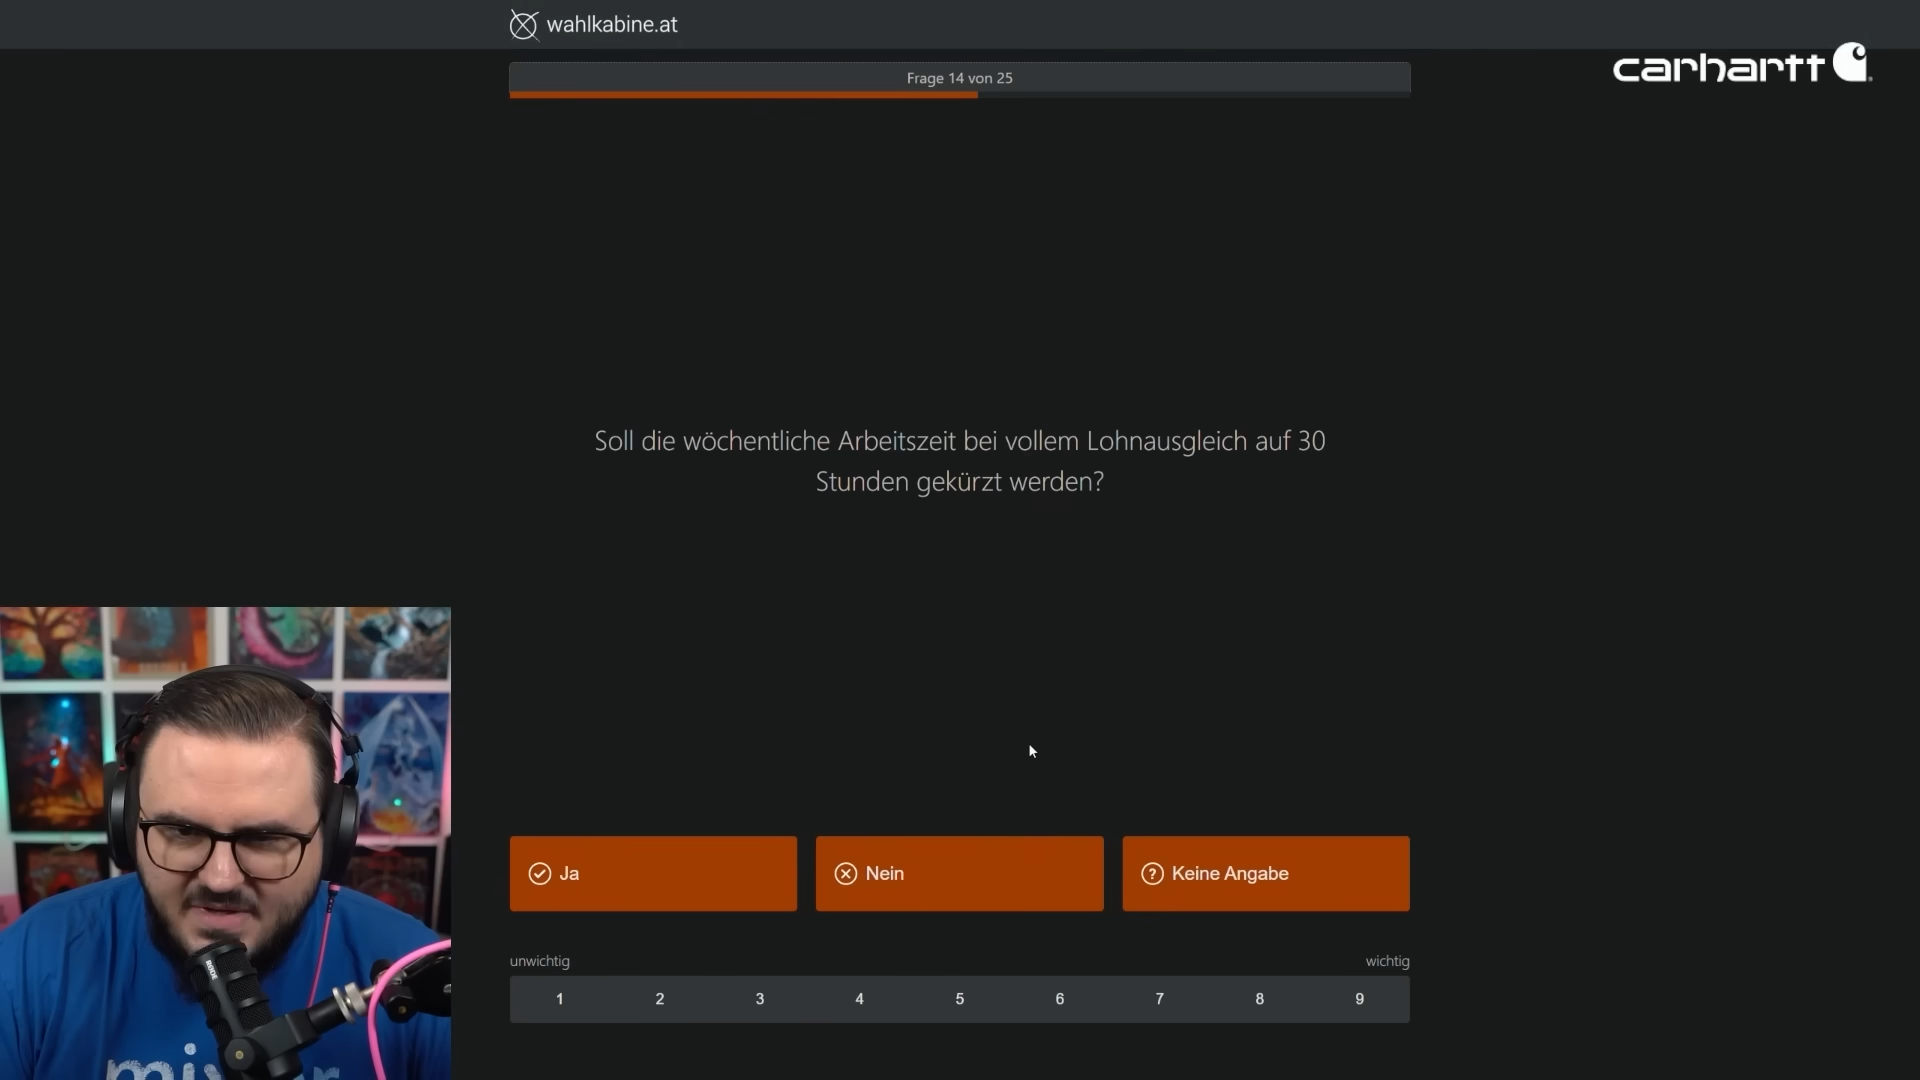 wahlkabine.at
carhartt
Frage 14 von 25
Soll die wöchentliche Arbeitszeit bei vollem Lohnausgleich auf 30
Stunden gekürzt werden?
Ja
Nein
Keine Angabe
unwichtig
wichtig
1 2 3 4 5 6 7 8 9
RØDE